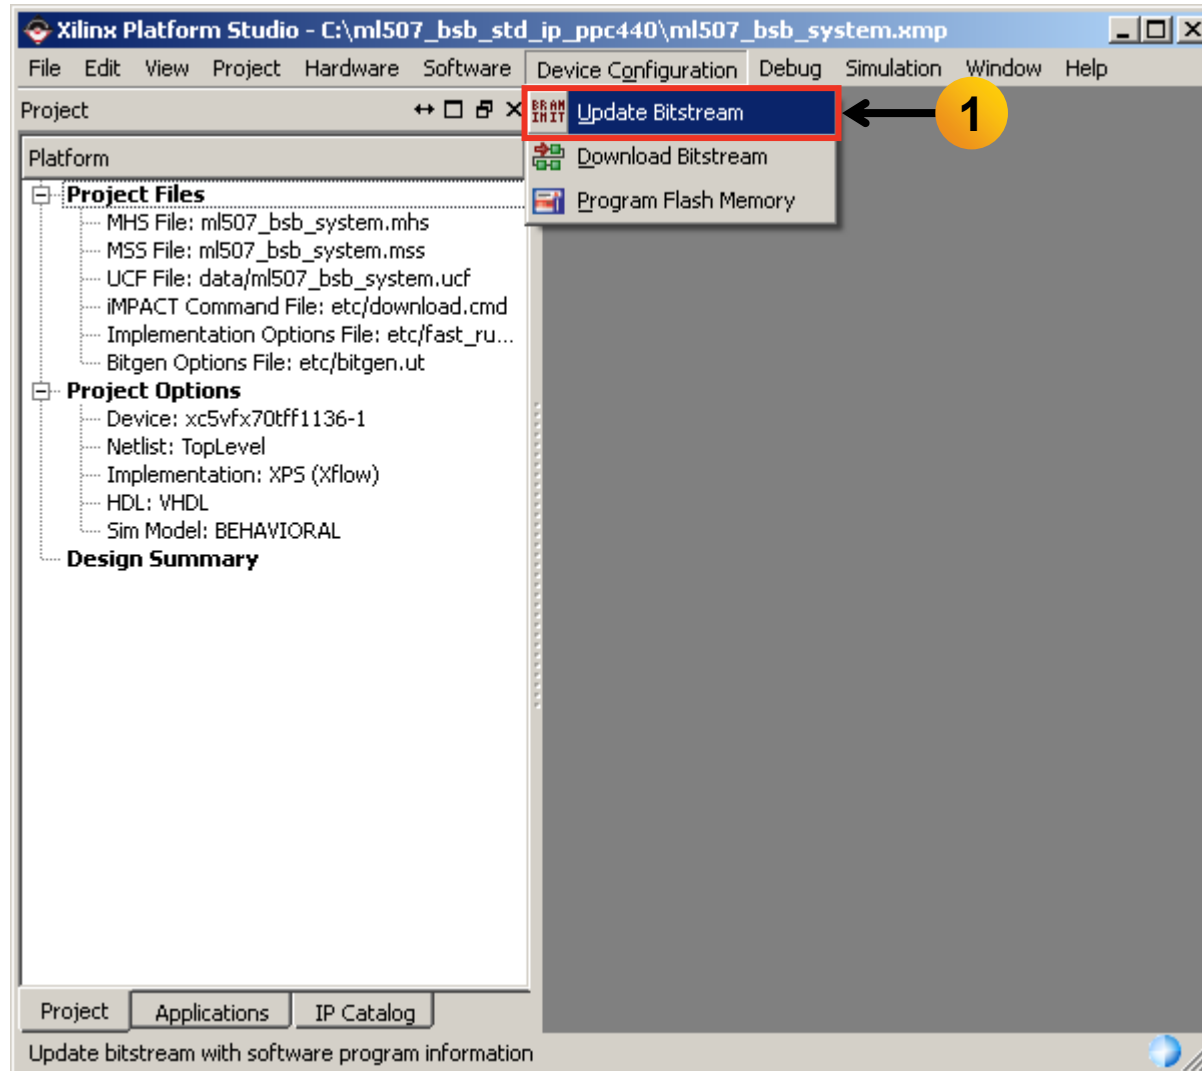 Xilinx Platform Studio - C:\ml507_bsb_std_ip_ppc440\ml507_bsb_system.xmp
File Edit View Project Hardware Software Device Configuration Debug Simulation Window Help
Project
BRAM INIT Update Bitstream
1
Platform
Download Bitstream
Program Flash Memory
Project Files
MHS File: ml507_bsb_system.mhs
MSS File: ml507_bsb_system.mss
UCF File: data/ml507_bsb_system.ucf
iMPACT Command File: etc/download.cmd
Implementation Options File: etc/fast_ru...
Bitgen Options File: etc/bitgen.ut
Project Options
Device: xc5vfx70tff1136-1
Netlist: TopLevel
Implementation: XPS (Xflow)
HDL: VHDL
Sim Model: BEHAVIORAL
Design Summary
Project Applications IP Catalog
Update bitstream with software program information